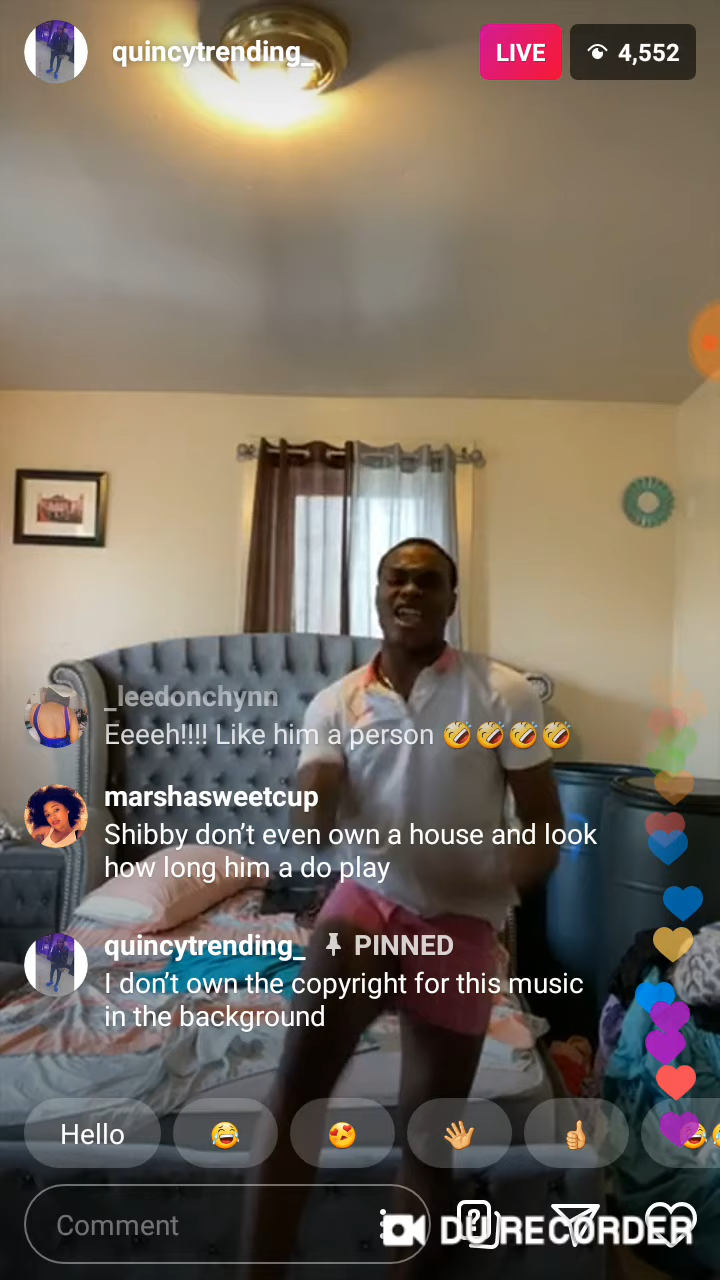 quincytrending_
LIVE
4,552
_leedonchynn
Eeeeh!!!! Like him a person 🤣🤣🤣🤣
marshasweetcup
Shibby don't even own a house and look
how long him a do play
quincytrending_ PINNED
I don't own the copyright for this music
in the background
Hello
😂
😍
👋
👍
Comment
DU RECORDER